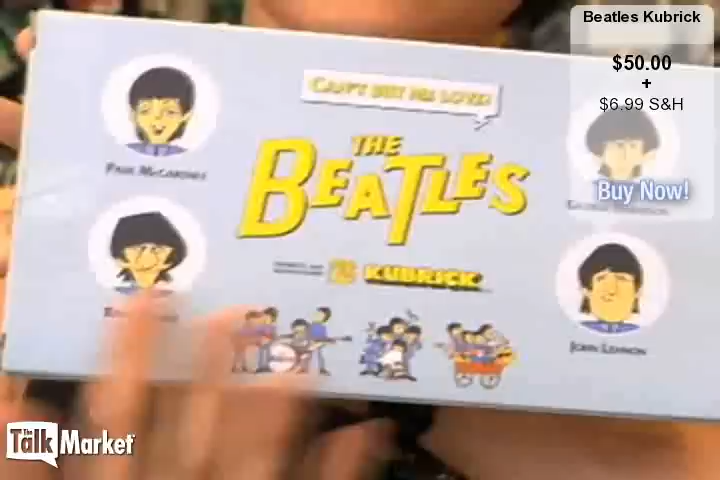 Beatles Kubrick
$50.00
+
$6.99 S&H
Buy Now!
CAN'T BUY ME LOVE!
THE
BEATLES
KUBRICK
PAUL MCCARTNEY
JOHN LENNON
The
Talk Market